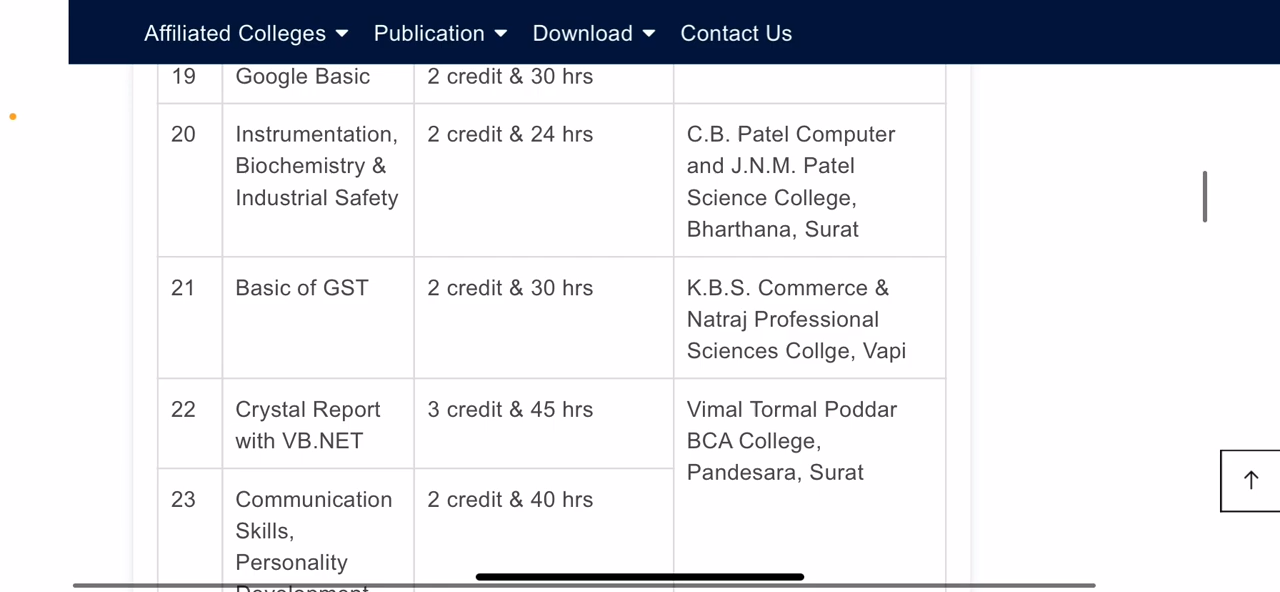 Affiliated Colleges Publication Download Contact Us
19 Google Basic 2 credit & 30 hrs
20 Instrumentation, 2 credit & 24 hrs C.B. Patel Computer
Biochemistry & and J.N.M. Patel
Industrial Safety Science College,
Bharthana, Surat
21 Basic of GST 2 credit & 30 hrs K.B.S. Commerce &
Natraj Professional
Sciences Collge, Vapi
22 Crystal Report 3 credit & 45 hrs Vimal Tormal Poddar
with VB.NET BCA College,
Pandesara, Surat
23 Communication 2 credit & 40 hrs
Skills,
Personality
Development